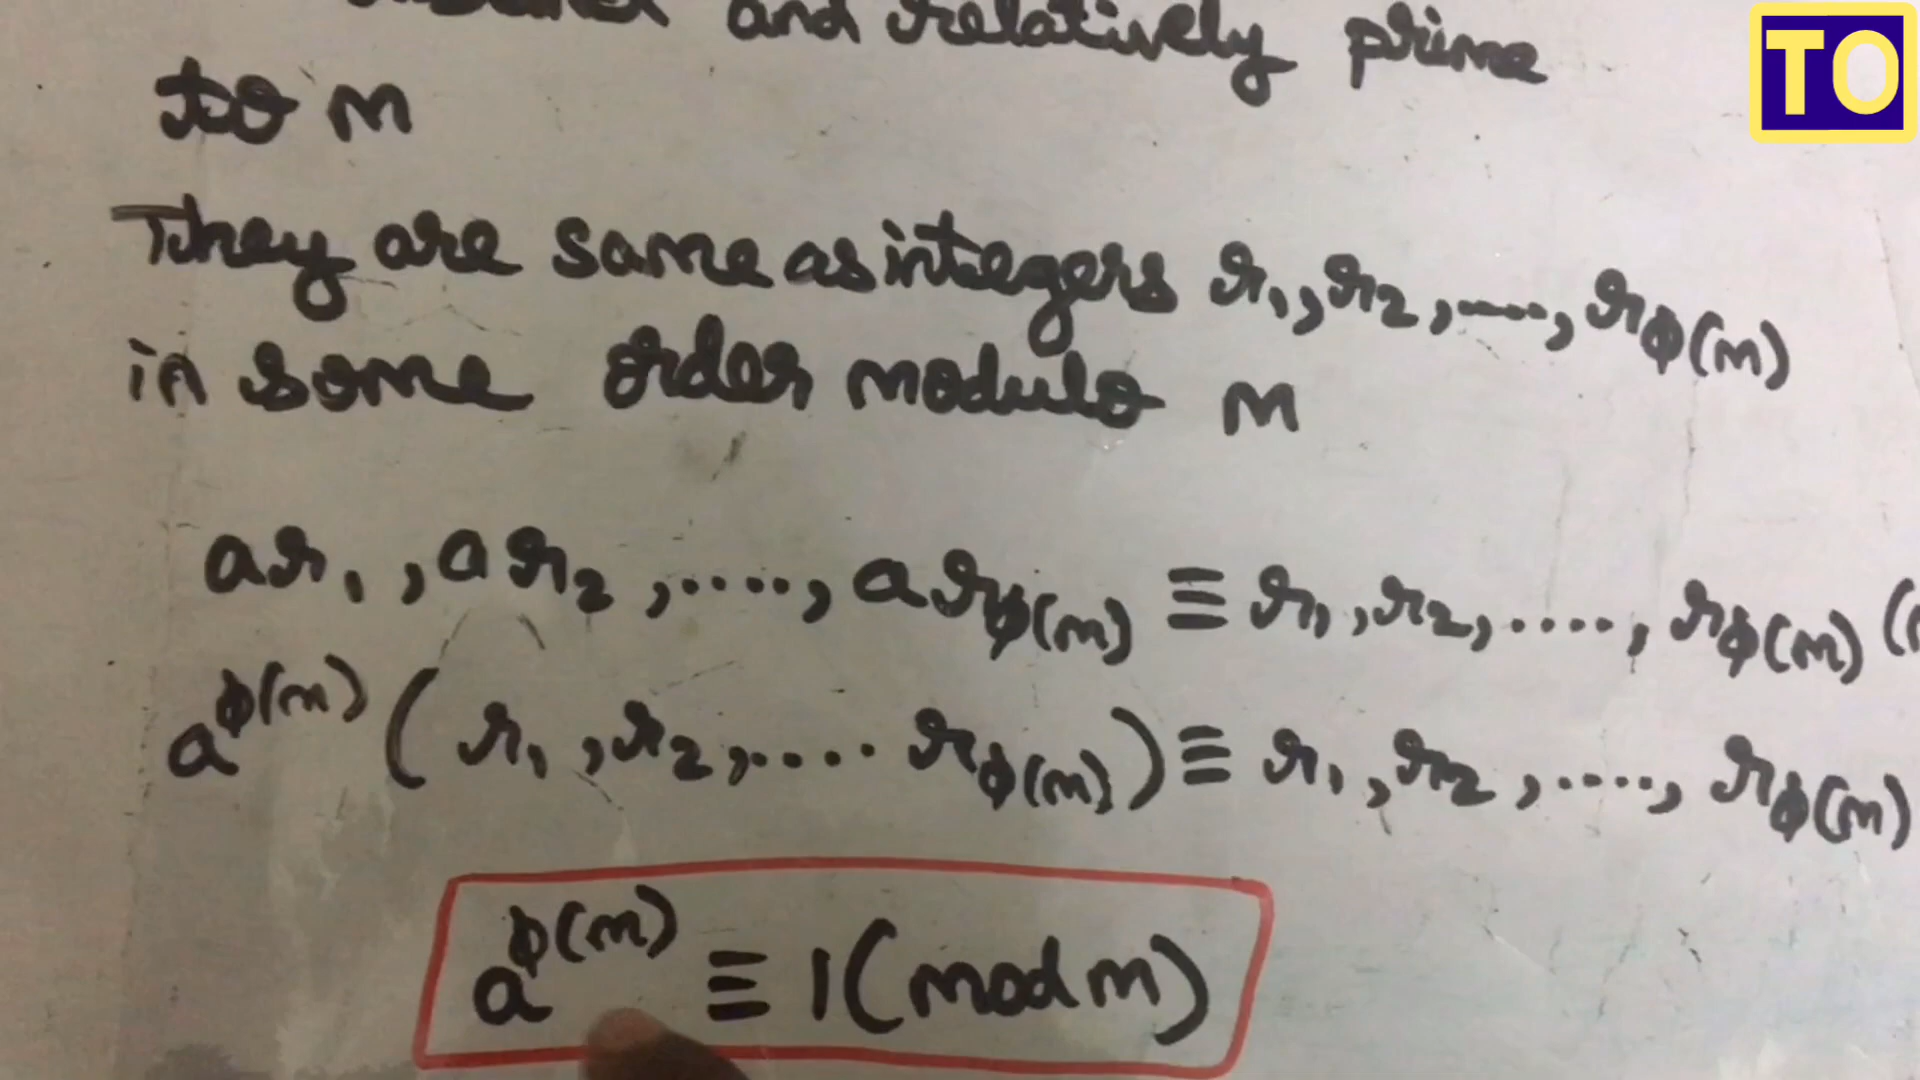 and relatively prime
TO
to m
They are same as integers r₁, r₂, ...., r_φ(m)
in some order modulo m
ar₁, ar₂, ....., ar_φ(m) ≡ r₁, r₂, ...., r_φ(m) (
a^φ(m) (r₁, r₂, .... r_φ(m)) ≡ r₁, r₂, ...., r_φ(m)
a^φ(m) ≡ 1(mod m)